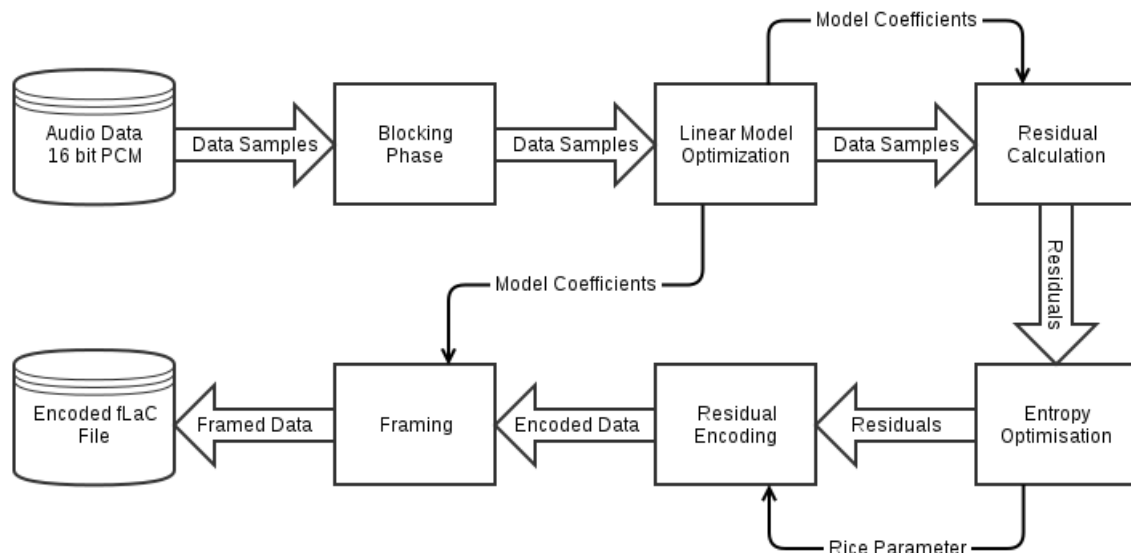 Model Coefficients
Audio Data
16 bit PCM
Data Samples
Blocking
Phase
Data Samples
Linear Model
Optimization
Data Samples
Residual
Calculation
Residuals
Model Coefficients
Encoded fLaC
File
Framed Data
Framing
Encoded Data
Residual
Encoding
Residuals
Entropy
Optimisation
Rice Parameter